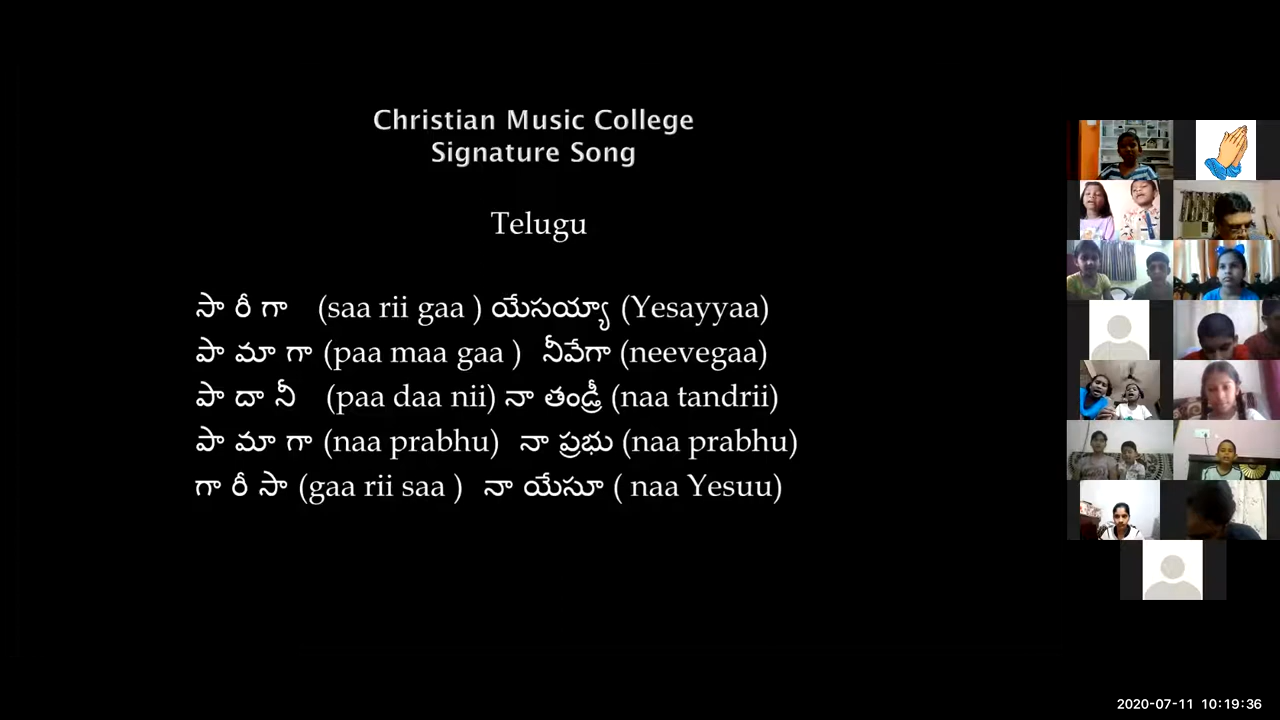 Christian Music College
Signature Song
Telugu
సా రీ గా (saa rii gaa ) యేసయ్యా (Yesayyaa)
పా మా గా (paa maa gaa ) నీవేగా (neevegaa)
పా దా నీ (paa daa nii) నా తండ్రీ (naa tandrii)
పా మా గా (naa prabhu) నా ప్రభు (naa prabhu)
గా రీ సా (gaa rii saa ) నా యేసూ ( naa Yesuu)
2020-07-11 10:19:36